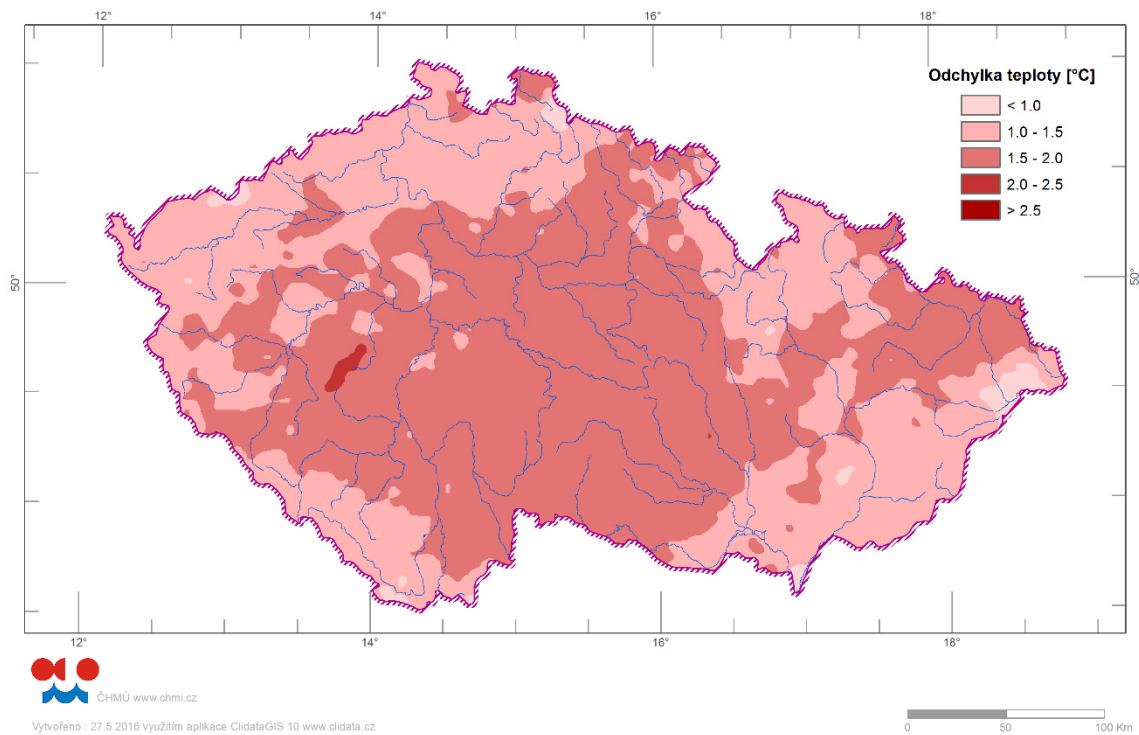 14° 16° 18°
Odchylka teploty [°C]
< 1.0
1.0 - 1.5
1.5 - 2.0
2.0 - 2.5
> 2.5
50° 50°
12° 14° 16° 18°
ČHMÚ www.chmi.cz
Vytvořeno : 27.5.2016 využitím aplikace ClidataGIS 10 www.clidata.cz
0 50 100 Km